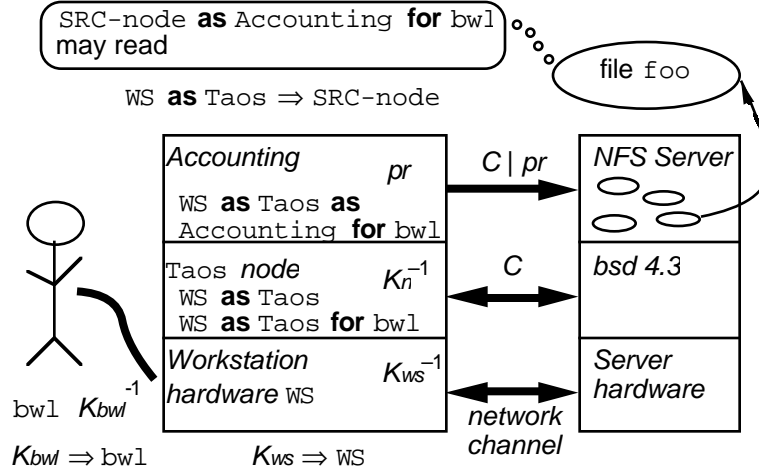 SRC-node as Accounting for bwl
may read
file foo
WS as Taos ⇒ SRC-node
Accounting
pr
WS as Taos as
Accounting for bwl
C | pr
NFS Server
Taos node
Kn⁻¹
WS as Taos
WS as Taos for bwl
C
bsd 4.3
Workstation
hardware WS
Kws⁻¹
network
channel
Server
hardware
bwl Kbwl⁻¹
Kbwl ⇒ bwl
Kws ⇒ WS